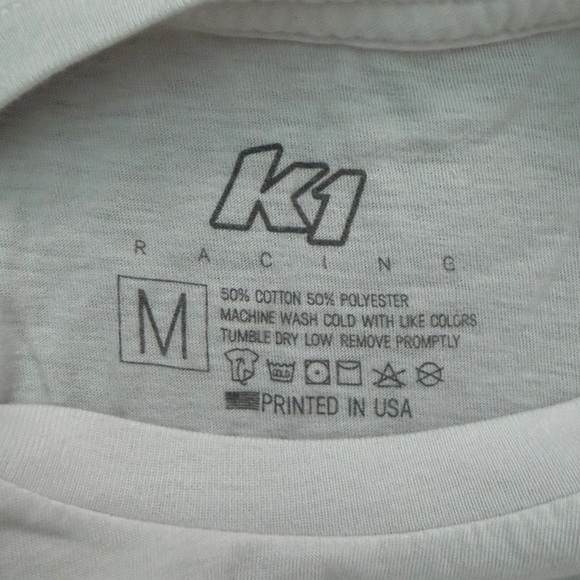 K1
RACING
M
50% COTTON 50% POLYESTER
MACHINE WASH COLD WITH LIKE COLORS
TUMBLE DRY LOW REMOVE PROMPTLY
COLD
PRINTED IN USA